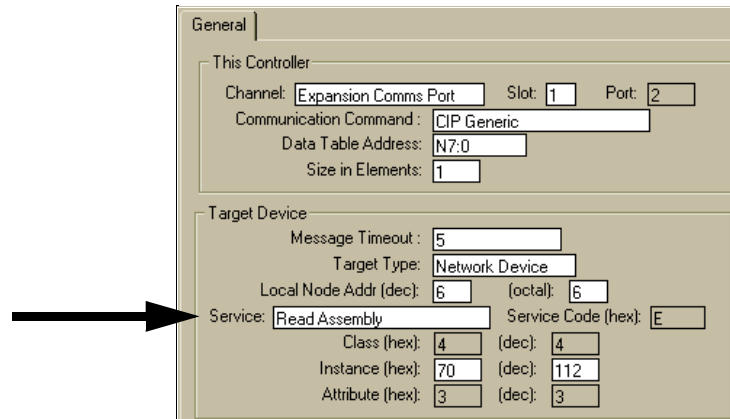 General
This Controller
Channel: Expansion Comms Port Slot: 1 Port: 2
Communication Command : CIP Generic
Data Table Address: N7:0
Size in Elements: 1
Target Device
Message Timeout : 5
Target Type: Network Device
Local Node Addr (dec): 6 (octal): 6
Service: Read Assembly Service Code (hex): E
Class (hex): 4 (dec): 4
Instance (hex): 70 (dec): 112
Attribute (hex): 3 (dec): 3